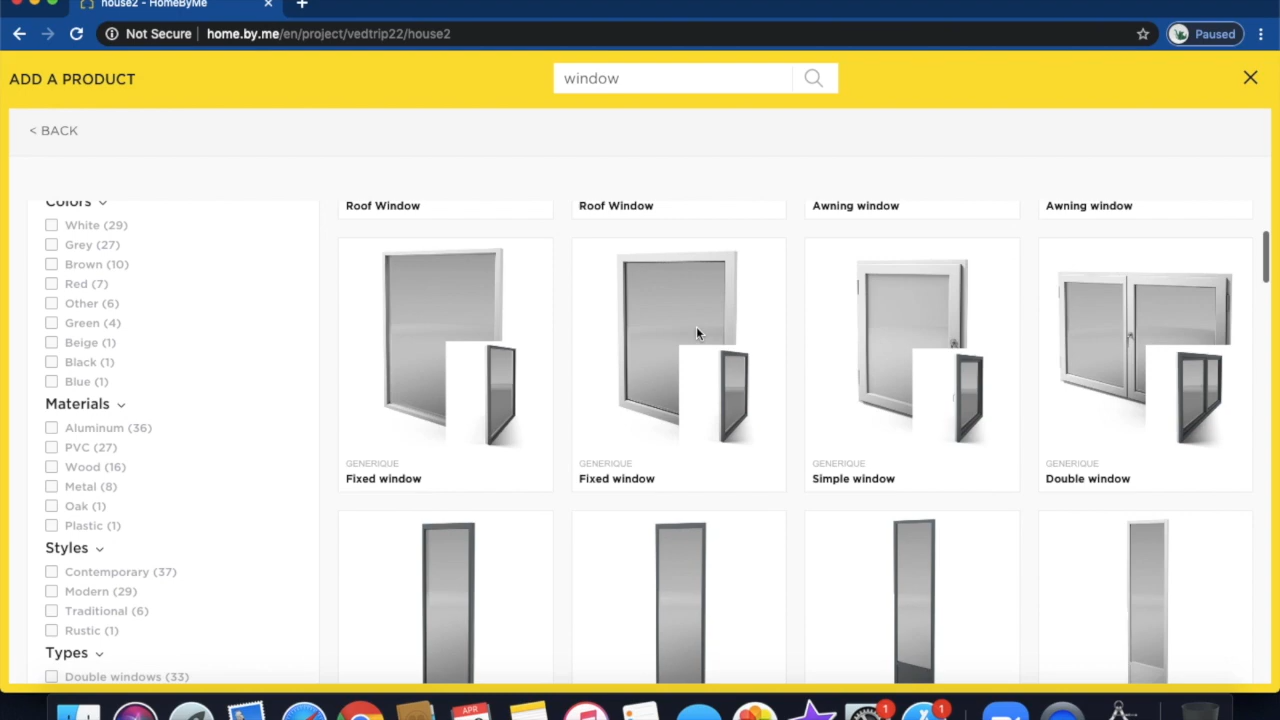 house2 - HomeByMe
Not Secure
home.by.me/en/project/vedtrip22/house2
Paused
ADD A PRODUCT
window
< BACK
Colors
White (29)
Grey (27)
Brown (10)
Red (7)
Other (6)
Green (4)
Beige (1)
Black (1)
Blue (1)
Materials
Aluminum (36)
PVC (27)
Wood (16)
Metal (8)
Oak (1)
Plastic (1)
Styles
Contemporary (37)
Modern (29)
Traditional (6)
Rustic (1)
Types
Double windows (33)
Roof Window
Roof Window
Awning window
Awning window
GENERIQUE
Fixed window
GENERIQUE
Fixed window
GENERIQUE
Simple window
GENERIQUE
Double window
APR
1
1